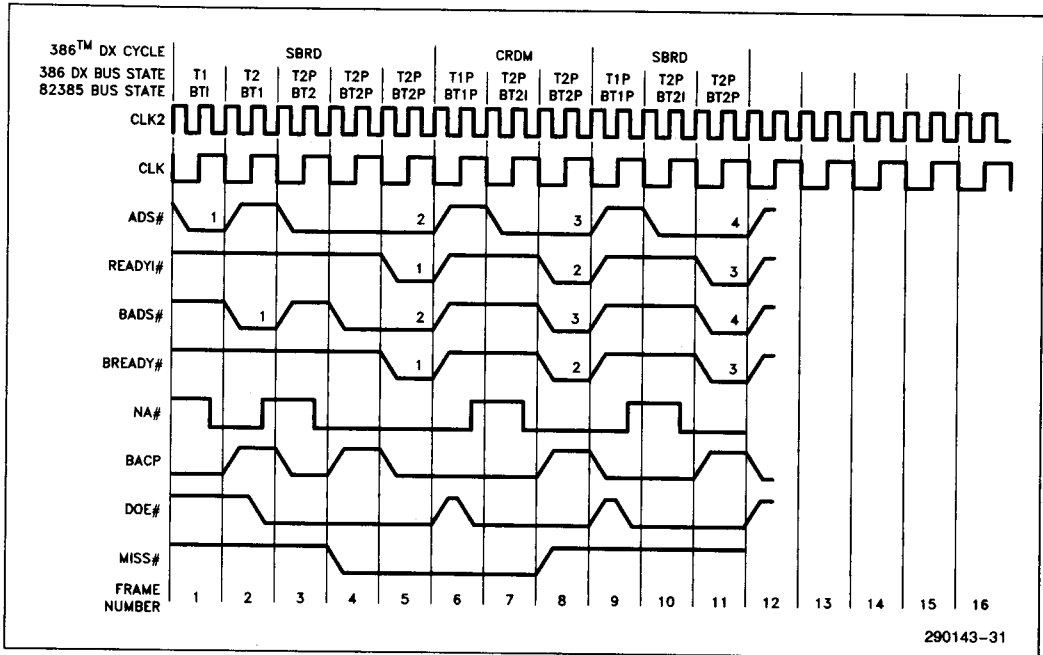 386™ DX CYCLE SBRD CRDM SBRD
386 DX BUS STATE T1 T2 T2P T2P T2P T1P T2P T2P T1P T2P T2P
82385 BUS STATE BTI BT1 BT2 BT2P BT2P BT1P BT2I BT2P BT1P BT2I BT2P
CLK2
CLK
ADS# 1 2 3 4
READYI# 1 2 3
BADS# 1 2 3 4
BREADY# 1 2 3
NA#
BACP
DOE#
MISS#
FRAME
NUMBER 1 2 3 4 5 6 7 8 9 10 11 12 13 14 15 16
290143-31